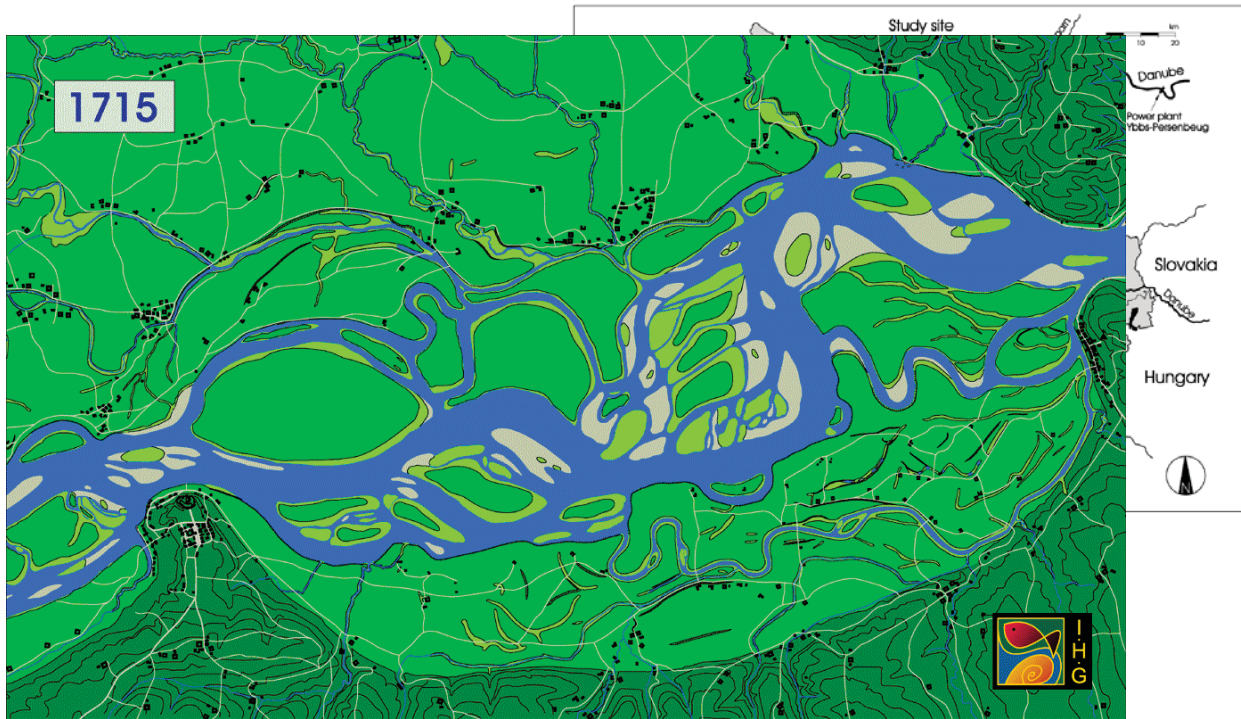 Study site
km
10 20
1715
Danube
Power plant
Ybbs-Persenbeug
Slovakia
Danube
Hungary
N
I·H·G